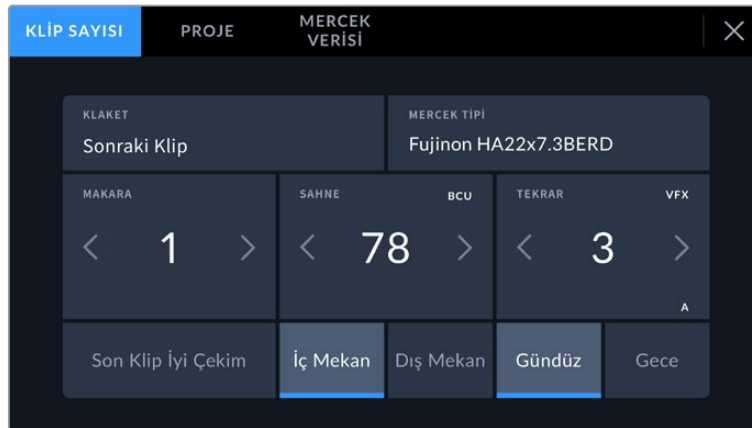 KLİP SAYISI
PROJE
MERCEK
VERİSİ
KLAKET
Sonraki Klip
MERCEK TİPİ
Fujinon HA22x7.3BERD
MAKARA
1
SAHNE
BCU
78
TEKRAR
VFX
3
A
Son Klip İyi Çekim
İç Mekan
Dış Mekan
Gündüz
Gece